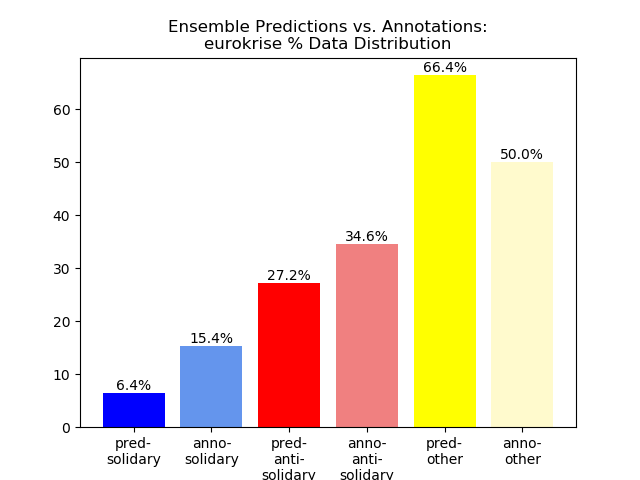 Ensemble Predictions vs. Annotations:
eurokrise % Data Distribution
66.4%
60
50.0%
50
40
34.6%
30
27.2%
20
15.4%
10
6.4%
0
pred-
solidary
anno-
solidary
pred-
anti-
solidary
anno-
anti-
solidary
pred-
other
anno-
other